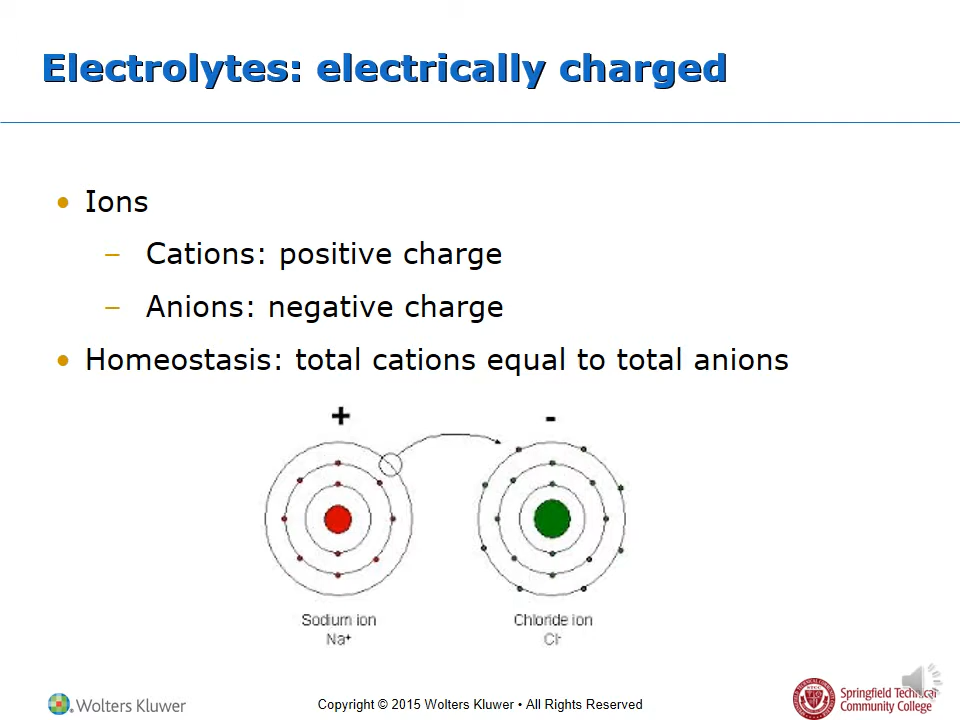 Electrolytes: electrically charged
• Ions
– Cations: positive charge
– Anions: negative charge
• Homeostasis: total cations equal to total anions
+ -
Sodium ion
Na⁺
Chloride ion
Cl⁻
Wolters Kluwer
Copyright © 2015 Wolters Kluwer • All Rights Reserved
Springfield Technical
Community College